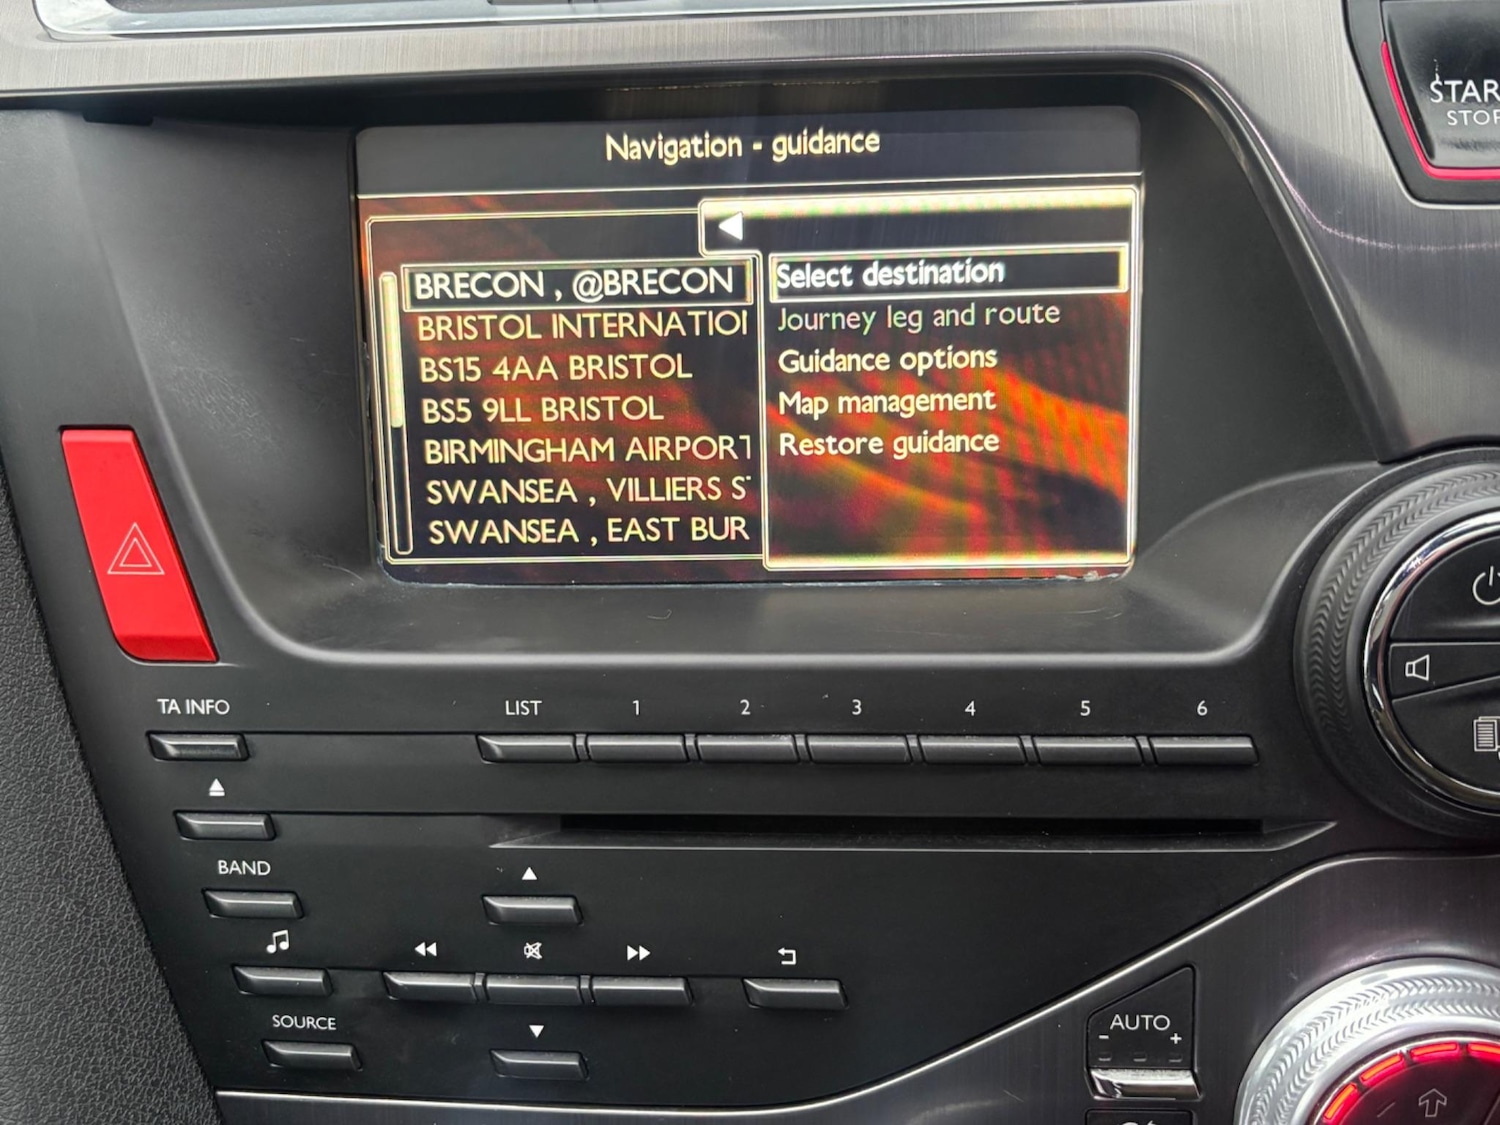 STAR
STOP
Navigation - guidance
BRECON , @BRECON
BRISTOL INTERNATIO
BS15 4AA BRISTOL
BS5 9LL BRISTOL
BIRMINGHAM AIRPORT
SWANSEA , VILLIERS S
SWANSEA , EAST BUR
Select destination
Journey leg and route
Guidance options
Map management
Restore guidance
TA INFO
LIST 1 2 3 4 5 6
BAND
SOURCE
AUTO
- +